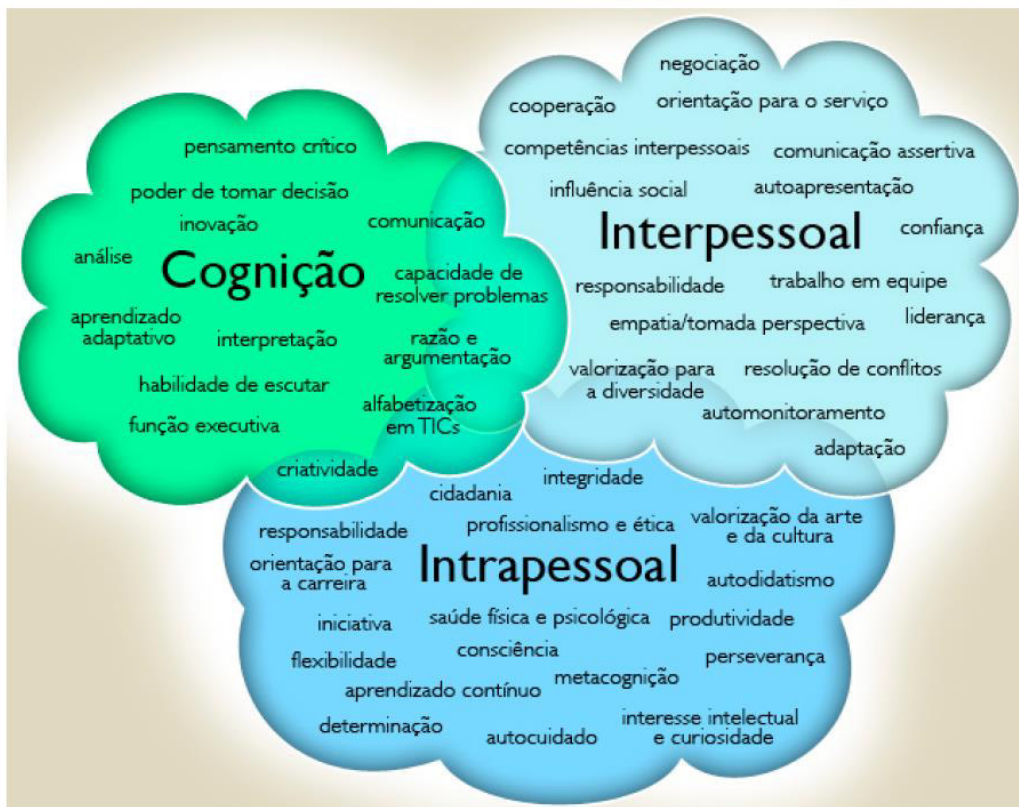 pensamento crítico
poder de tomar decisão
inovação
comunicação
análise
Cognição
capacidade de
resolver problemas
aprendizado
adaptativo
interpretação
razão e
argumentação
habilidade de escutar
função executiva
alfabetização
em TICs
criatividade
negociação
cooperação
orientação para o serviço
competências interpessoais
comunicação assertiva
influência social
autoapresentação
Interpessoal
confiança
responsabilidade
trabalho em equipe
empatia/tomada perspectiva
liderança
valorização para
a diversidade
resolução de conflitos
automonitoramento
adaptação
integridade
cidadania
responsabilidade
profissionalismo e ética
valorização da arte
e da cultura
orientação para
a carreira
Intrapessoal
autodidatismo
iniciativa
saúde física e psicológica
produtividade
flexibilidade
consciência
perseverança
metacognição
aprendizado contínuo
determinação
autocuidado
interesse intelectual
e curiosidade